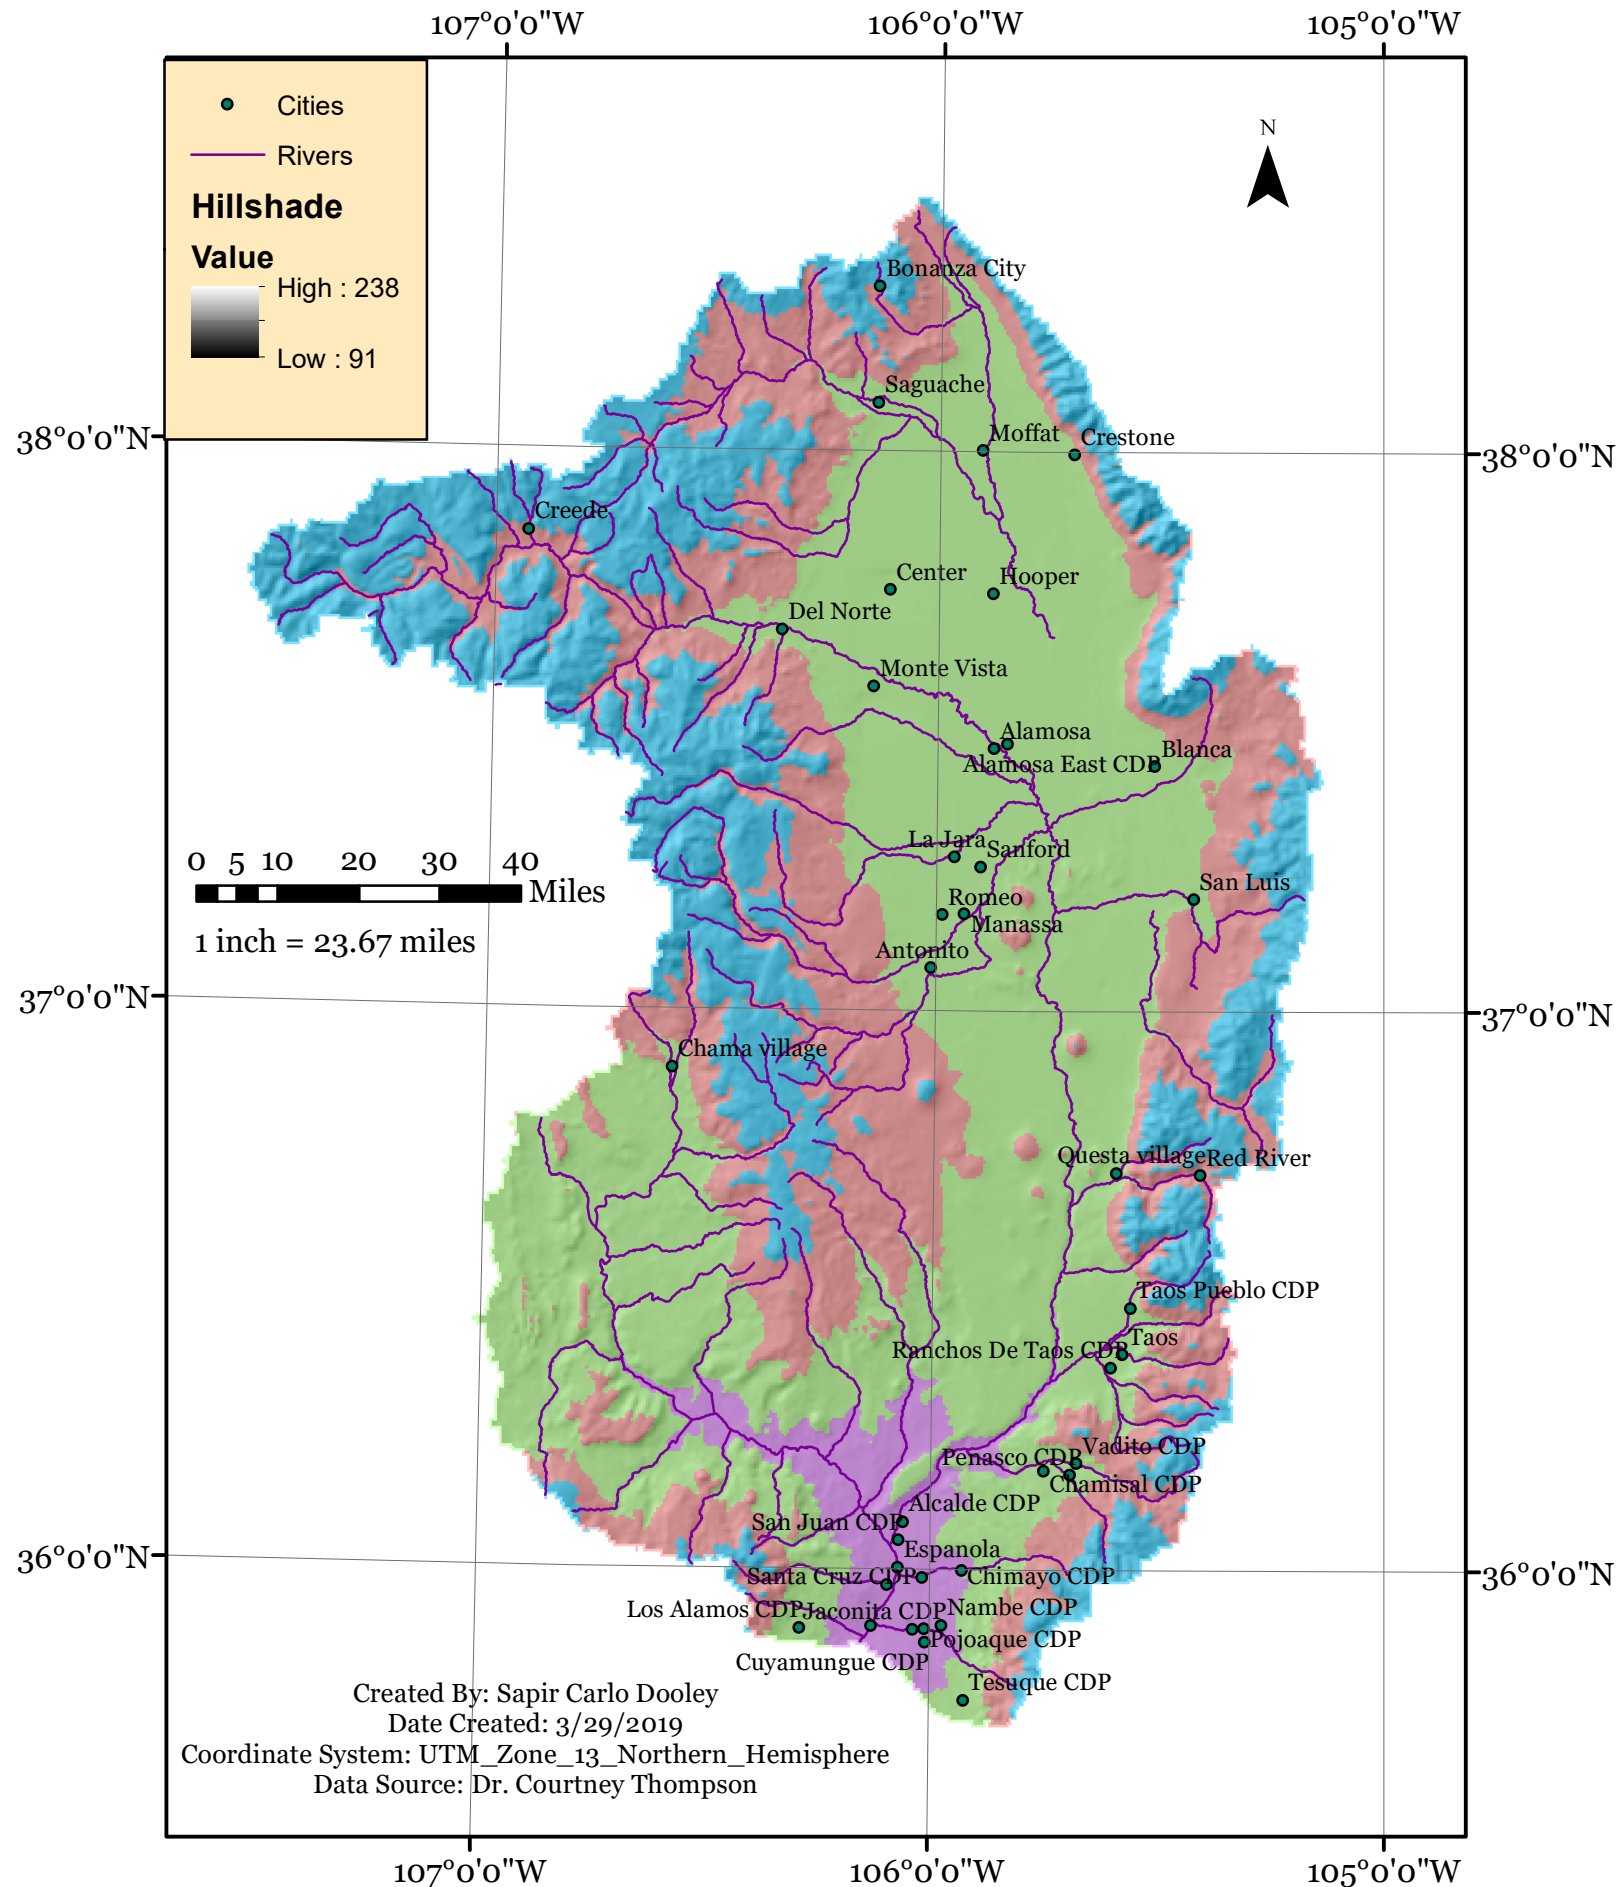 107°0'0"W 106°0'0"W 105°0'0"W
Cities
Rivers
Hillshade
Value
High : 238
Low : 91
N
Bonanza City
Saguache
38°0'0"N
Moffat
Crestone
38°0'0"N
Creede
Center
Hooper
Del Norte
Monte Vista
Alamosa
Blanca
Alamosa East CDP
La Jara
Sanford
0 5 10 20 30 40
Miles
San Luis
Romeo
Manassa
1 inch = 23.67 miles
Antonito
37°0'0"N
37°0'0"N
Chama village
Questa village
Red River
Taos Pueblo CDP
Taos
Ranchos De Taos CDP
Vadito CDP
Penasco CDP
Chamisal CDP
Alcalde CDP
San Juan CDP
Espanola
36°0'0"N
36°0'0"N
Santa Cruz CDP
Chimayo CDP
Los Alamos CDP
Jaconita CDP
Nambe CDP
Pojoaque CDP
Cuyamungue CDP
Tesuque CDP
Created By: Sapir Carlo Dooley
Date Created: 3/29/2019
Coordinate System: UTM_Zone_13_Northern_Hemisphere
Data Source: Dr. Courtney Thompson
107°0'0"W 106°0'0"W 105°0'0"W